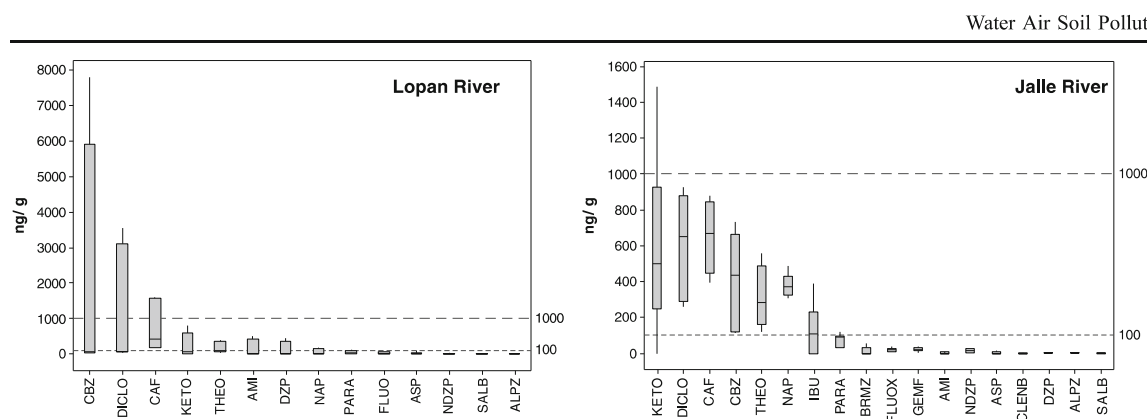 Water Air Soil Pollut
Lopan River
8000
7000
6000
5000
4000
3000
2000
1000
0
ng/ g
1000
100
CBZ
DICLO
CAF
KETO
THEO
AMI
DZP
NAP
PARA
FLUO
ASP
NDZP
SALB
ALPZ
Jalle River
1600
1400
1200
1000
800
600
400
200
0
ng/ g
1000
100
KETO
DICLO
CAF
CBZ
THEO
NAP
IBU
PARA
BRMZ
FLUOX
GEMF
AMI
NDZP
ASP
CLENB
DZP
ALPZ
SALB